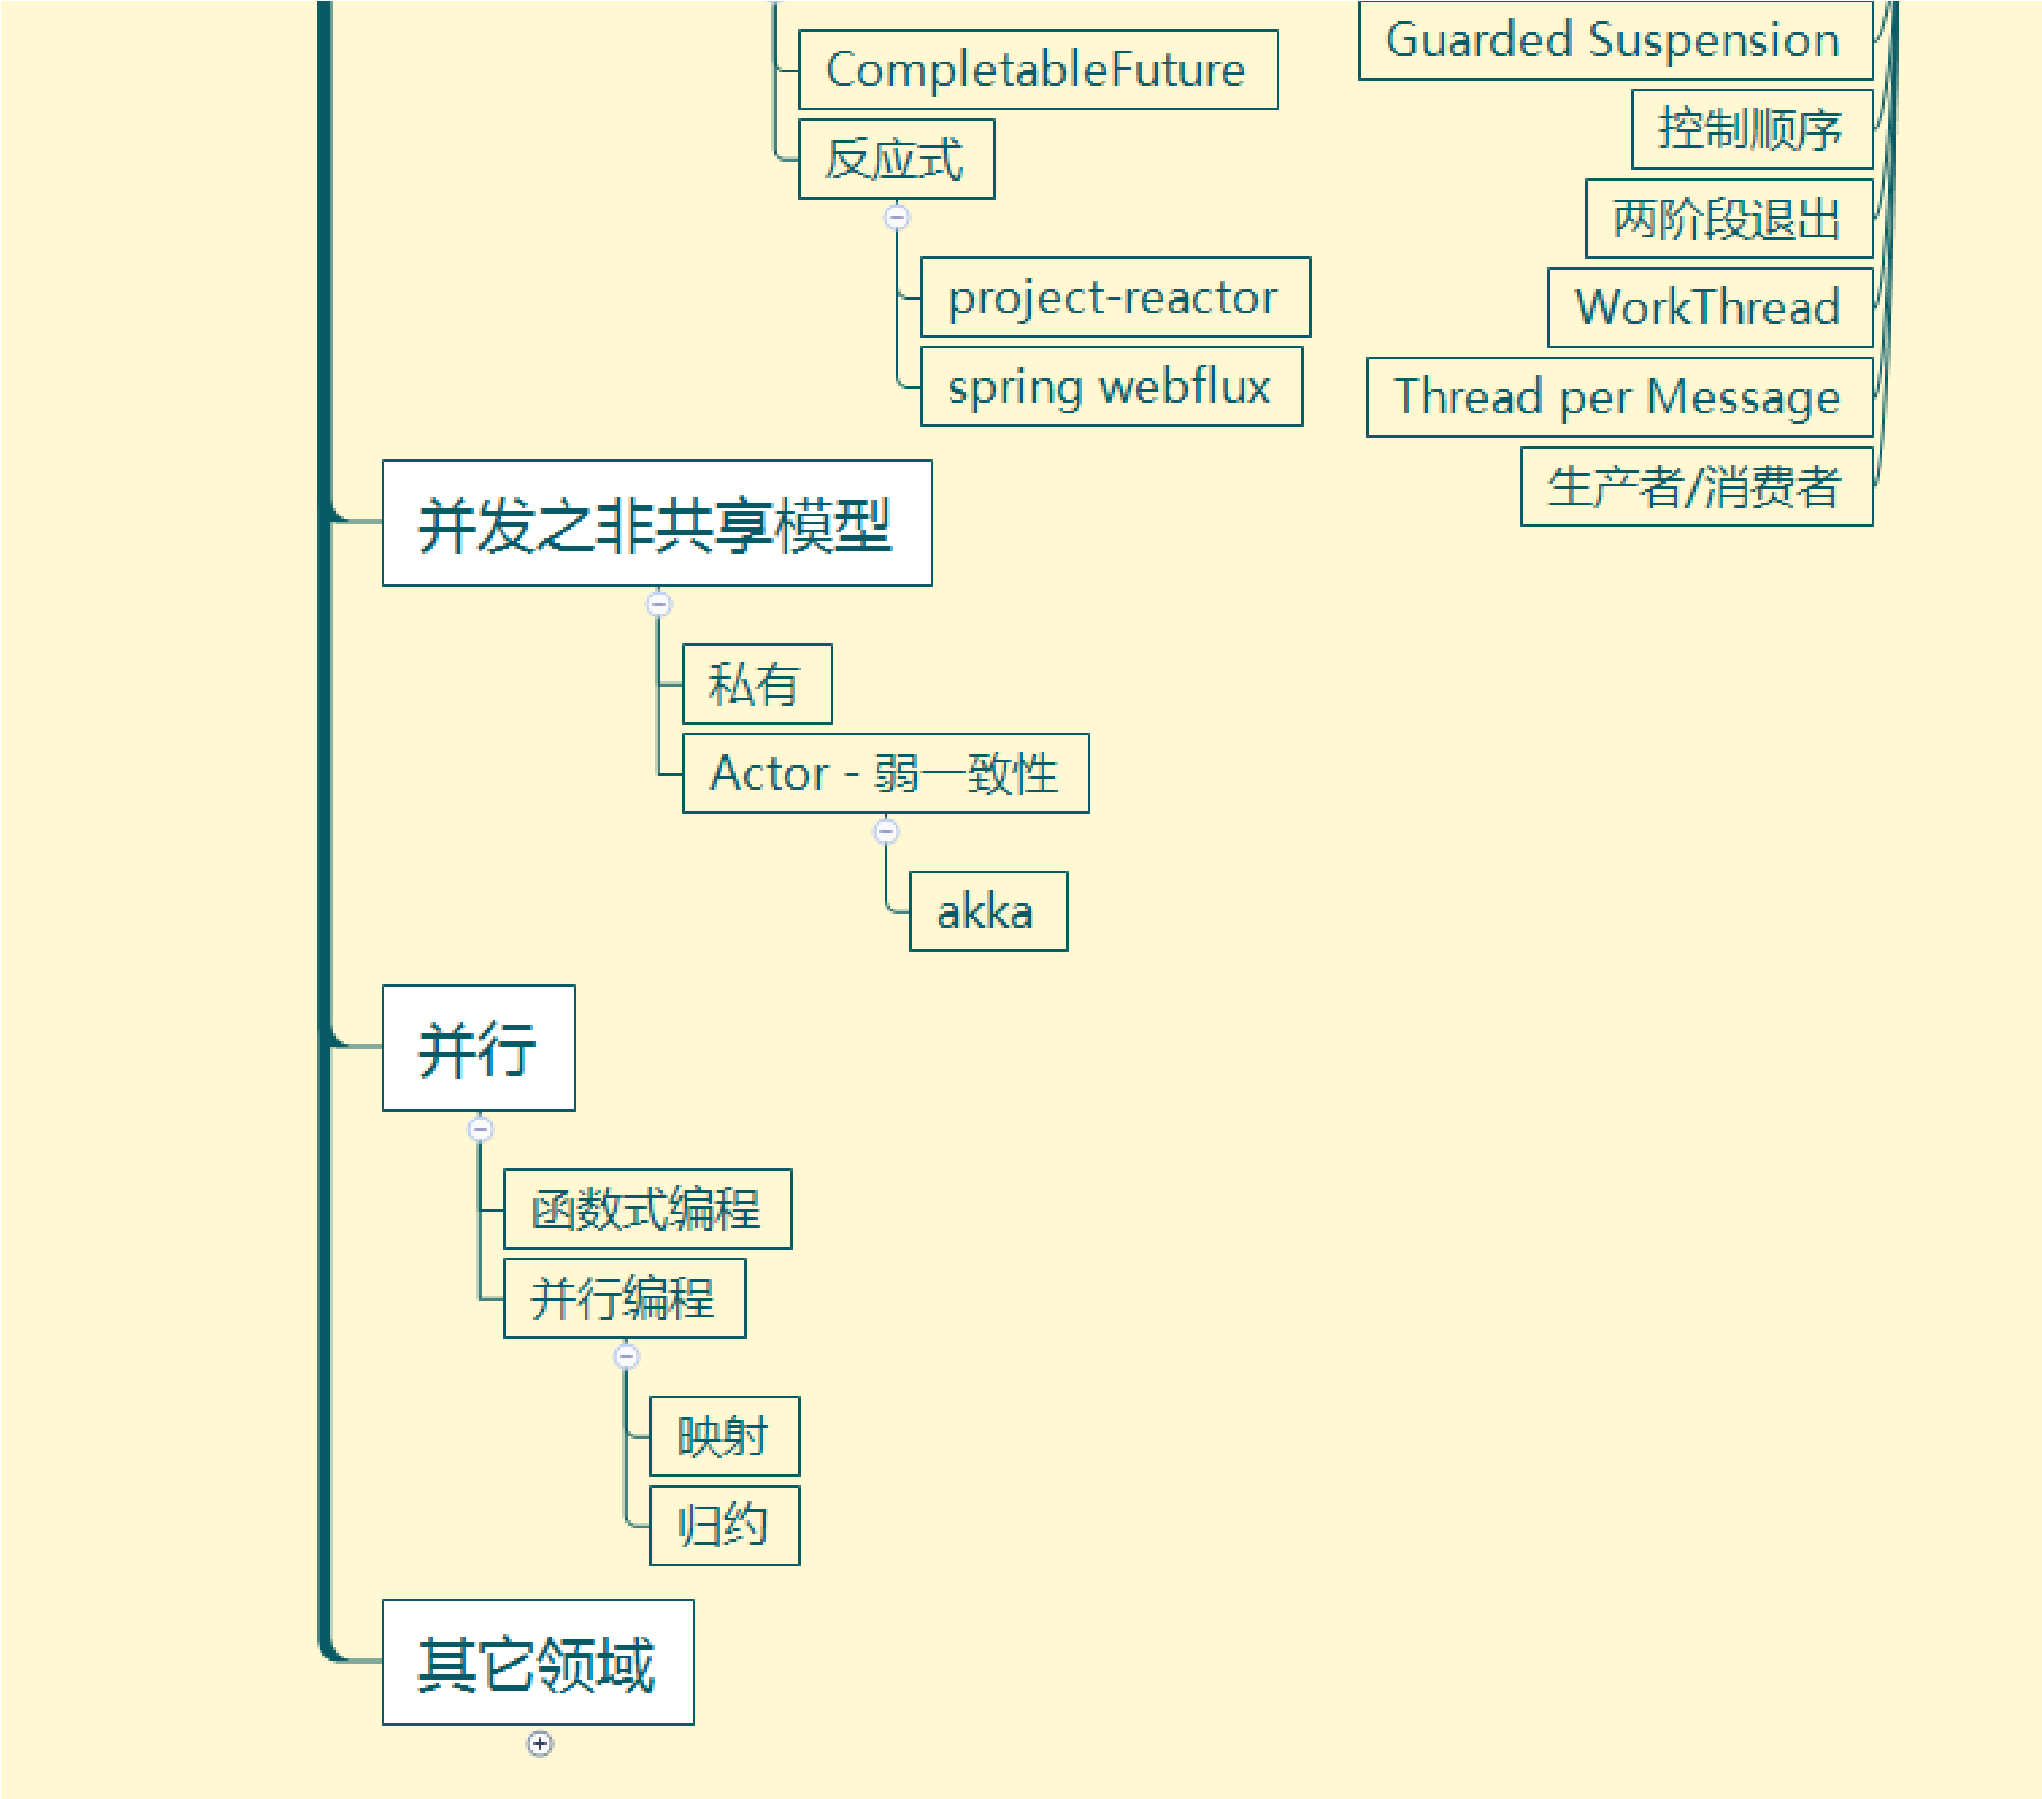 CompletableFuture
反应式
project-reactor
spring webflux
Guarded Suspension
控制顺序
两阶段退出
WorkThread
Thread per Message
生产者/消费者
并发之非共享模型
私有
Actor - 弱一致性
akka
并行
函数式编程
并行编程
映射
归约
其它领域